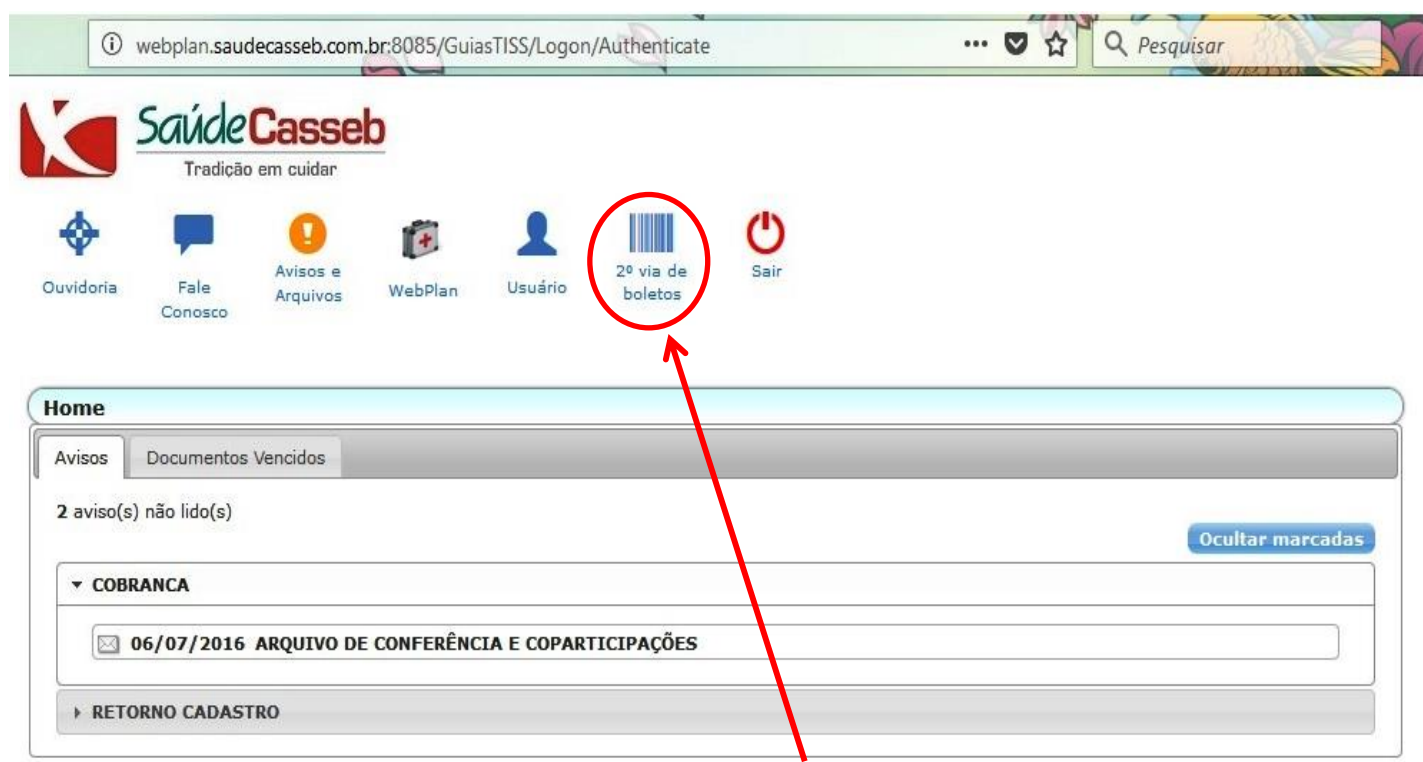 webplan.saudecasseb.com.br:8085/GuiasTISS/Logon/Authenticate
Pesquisar
SaúdeCasseb
Tradição em cuidar
Ouvidoria
Fale
Conosco
Avisos e
Arquivos
WebPlan
Usuário
2º via de
boletos
Sair
Home
Avisos Documentos Vencidos
2 aviso(s) não lido(s)
Ocultar marcadas
COBRANCA
06/07/2016 ARQUIVO DE CONFERÊNCIA E COPARTICIPAÇÕES
RETORNO CADASTRO